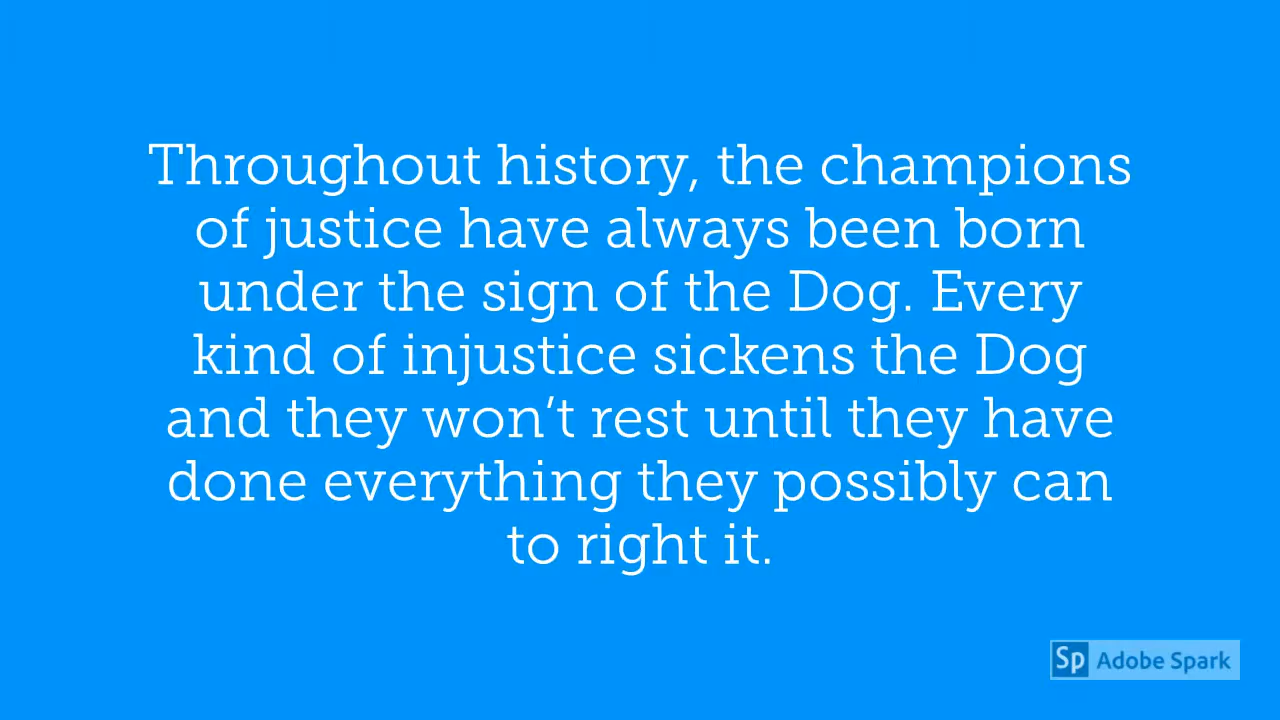 Throughout history, the champions
of justice have always been born
under the sign of the Dog. Every
kind of injustice sickens the Dog
and they won’t rest until they have
done everything they possibly can
to right it.
Sp Adobe Spark